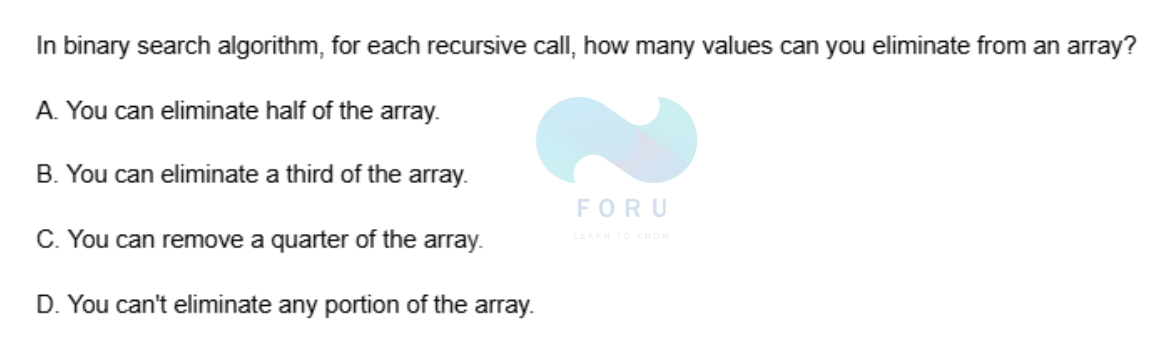 In binary search algorithm, for each recursive call, how many values can you eliminate from an array?
A. You can eliminate half of the array.
B. You can eliminate a third of the array.
FORU
LEARN TO KNOW
C. You can remove a quarter of the array.
D. You can't eliminate any portion of the array.